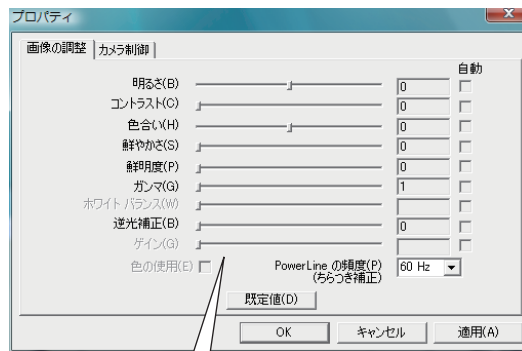 プロパティ
画像の調整 カメラ制御
自動
明るさ(B) 0
コントラスト(C) 0
色合い(H) 0
鮮やかさ(S) 0
鮮明度(P) 0
ガンマ(G) 1
ホワイト バランス(W)
逆光補正(B) 0
ゲイン(G)
色の使用(E) PowerLine の頻度(P) 60 Hz
(ちらつき補正)
既定値(D)
OK キャンセル 適用(A)